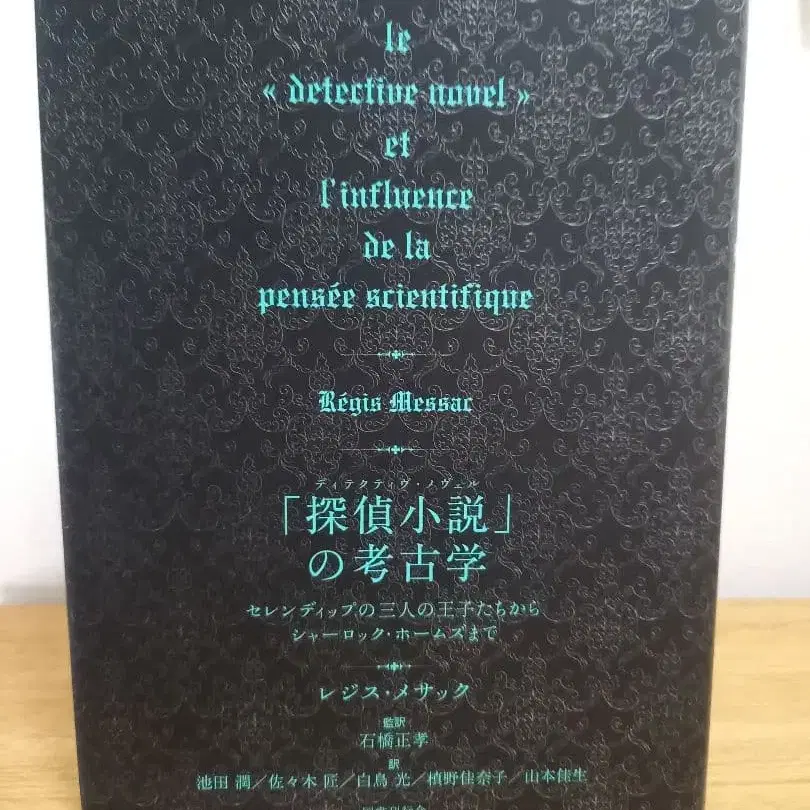 le
« detective novel »
et
l'influence
de la
pensée scientifique
Régis Messac
ディテクティヴ・ノヴェル
「探偵小説」
の考古学
セレンディップの三人の王子たちから
シャーロック・ホームズまで
レジス・メサック
監訳
石橋正孝
訳
池田 潤／佐々木 匠／白鳥 光／槙野佳奈子／山本佳生